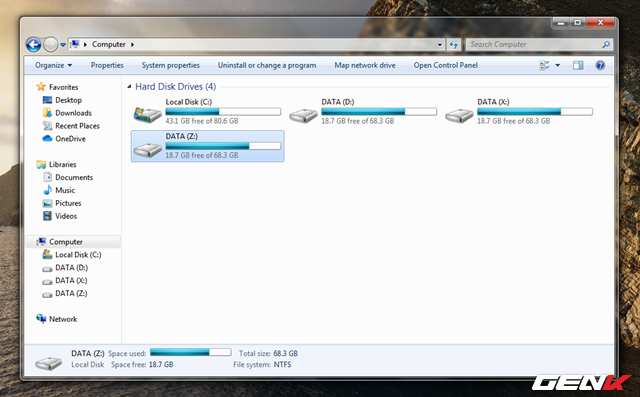 Computer
Search Computer
Organize Properties System properties Uninstall or change a program Map network drive Open Control Panel
Favorites
Desktop
Downloads
Recent Places
OneDrive
Libraries
Documents
Music
Pictures
Videos
Computer
Local Disk (C:)
DATA (D:)
DATA (X:)
DATA (Z:)
Network
Hard Disk Drives (4)
Local Disk (C:)
43.1 GB free of 80.6 GB
DATA (D:)
18.7 GB free of 68.3 GB
DATA (X:)
18.7 GB free of 68.3 GB
DATA (Z:)
18.7 GB free of 68.3 GB
DATA (Z:) Space used: Total size: 68.3 GB
Local Disk Space free: 18.7 GB File system: NTFS
GENK